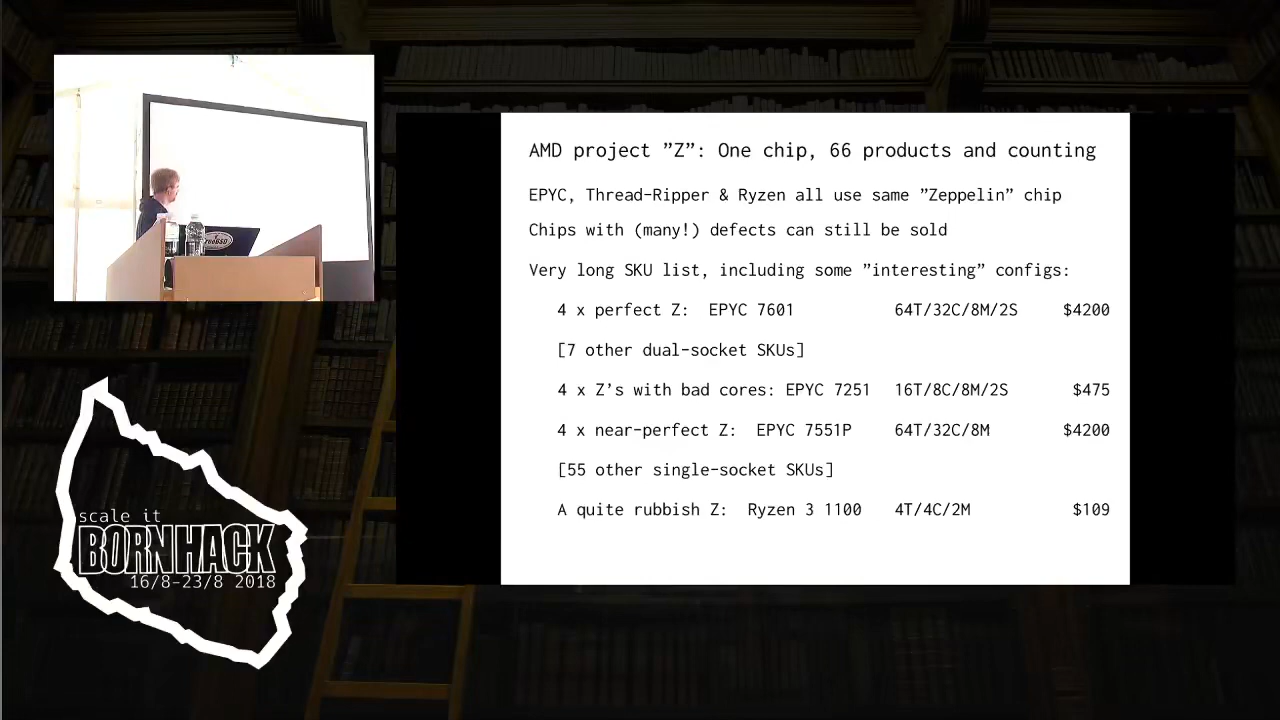 AMD project ”Z”: One chip, 66 products and counting
EPYC, Thread-Ripper & Ryzen all use same ”Zeppelin” chip
Chips with (many!) defects can still be sold
Very long SKU list, including some ”interesting” configs:
4 x perfect Z: EPYC 7601 64T/32C/8M/2S $4200
[7 other dual-socket SKUs]
4 x Z’s with bad cores: EPYC 7251 16T/8C/8M/2S $475
4 x near-perfect Z: EPYC 7551P 64T/32C/8M $4200
[55 other single-socket SKUs]
A quite rubbish Z: Ryzen 3 1100 4T/4C/2M $109
scale it
BORNHACK
16/8-23/8 2018